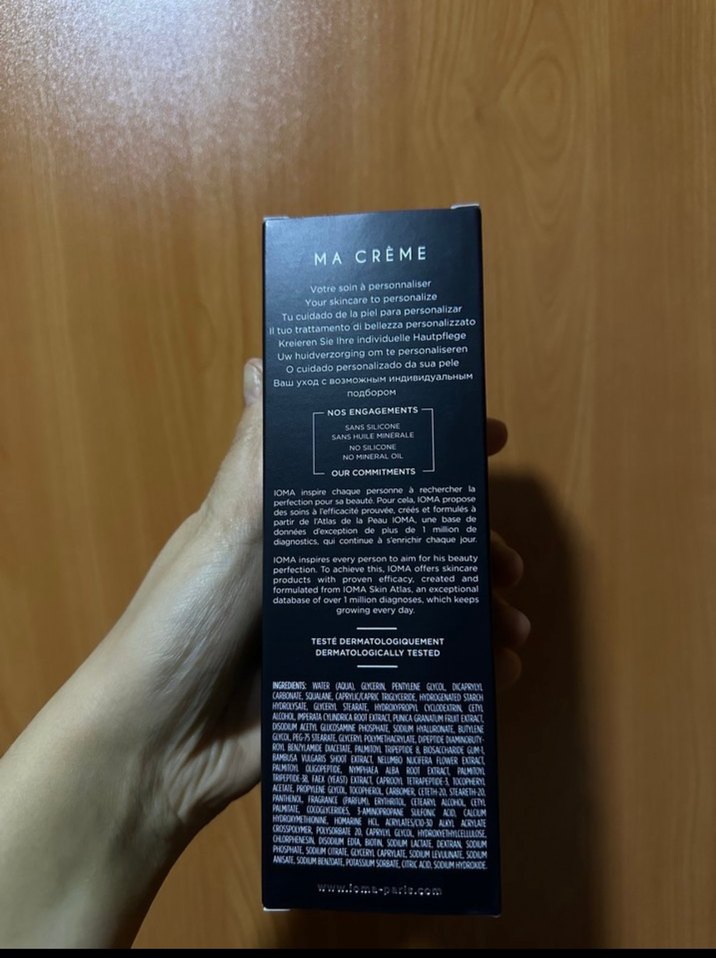 MA CRÈME
Votre soin à personnaliser
Your skincare to personalize
Tu cuidado de la piel para personalizar
Il tuo trattamento di bellezza personalizzato
Kreieren Sie Ihre individuelle Hautpflege
Uw huidverzorging om te personaliseren
O cuidado personalizado da sua pele
Ваш уход с возможным индивидуальным
подбором
NOS ENGAGEMENTS
SANS SILICONE
SANS HUILE MINÉRALE
NO SILICONE
NO MINERAL OIL
OUR COMMITMENTS
IOMA inspire chaque personne à rechercher la
perfection pour sa beauté. Pour cela, IOMA propose
des soins à l'efficacité prouvée, créés et formulés à
partir de l'Atlas de la Peau IOMA, une base de
données d'exception de plus de 1 million de
diagnostics, qui continue à s'enrichir chaque jour.
IOMA inspires every person to aim for his beauty
perfection. To achieve this, IOMA offers skincare
products with proven efficacy, created and
formulated from IOMA Skin Atlas, an exceptional
database of over 1 million diagnoses, which keeps
growing every day.
TESTÉ DERMATOLOGIQUEMENT
DERMATOLOGICALLY TESTED
INGREDIENTS: WATER (AQUA), GLYCERIN, PENTYLENE GLYCOL, DICAPRYLYL
CARBONATE, SQUALANE, CAPRYLIC/CAPRIC TRIGLYCERIDE, HYDROGENATED STARCH
HYDROLYSATE, GLYCERYL STEARATE, HYDROXYPROPYL CYCLODEXTRIN, CETYL
ALCOHOL, IMPERATA CYLINDRICA ROOT EXTRACT, PUNICA GRANATUM FRUIT EXTRACT,
DISODIUM ACETYL GLUCOSAMINE PHOSPHATE, SODIUM HYALURONATE, BUTYLENE
GLYCOL, PEG-75 STEARATE, GLYCERYL POLYMETHACRYLATE, DIPEPTIDE DIAMINOBUTY-
ROYL BENZYLAMIDE DIACETATE, PALMITOYL TRIPEPTIDE 8, BIOSACCHARIDE GUM-1,
BAMBUSA VULGARIS SHOOT EXTRACT, NELUMBO NUCIFERA FLOWER EXTRACT,
PALMITOYL OLIGOPEPTIDE, NYMPHAEA ALBA ROOT EXTRACT, PALMITOYL
TRIPEPTIDE-38, FAEX (YEAST) EXTRACT, CAPROOYL TETRAPEPTIDE-3, TOCOPHERYL
ACETATE, PROPYLENE GLYCOL, TOCOPHEROL, CARBOMER, CETETH-20, STEARETH-20,
PANTHENOL, FRAGRANCE (PARFUM), ERYTHRITOL, CETEARYL ALCOHOL, CETYL
PALMITATE, COCOGLYCERIDES, 3-AMINOPROPANE SULFONIC ACID, CALCIUM
HYDROXYMETHIONINE, HOMARINE HCL, ACRYLATES/C10-30 ALKYL ACRYLATE
CROSSPOLYMER, POLYSORBATE 20, CAPRYLYL GLYCOL, HYDROXYETHYLCELLULOSE,
CHLORPHENESIN, DISODIUM EDTA, BIOTIN, SODIUM LACTATE, DEXTRAN, SODIUM
PHOSPHATE, SODIUM CITRATE, GLYCERYL CAPRYLATE, SODIUM LEVULINATE, SODIUM
ANISATE, SODIUM BENZOATE, POTASSIUM SORBATE, CITRIC ACID, SODIUM HYDROXIDE.
www.ioma-paris.com